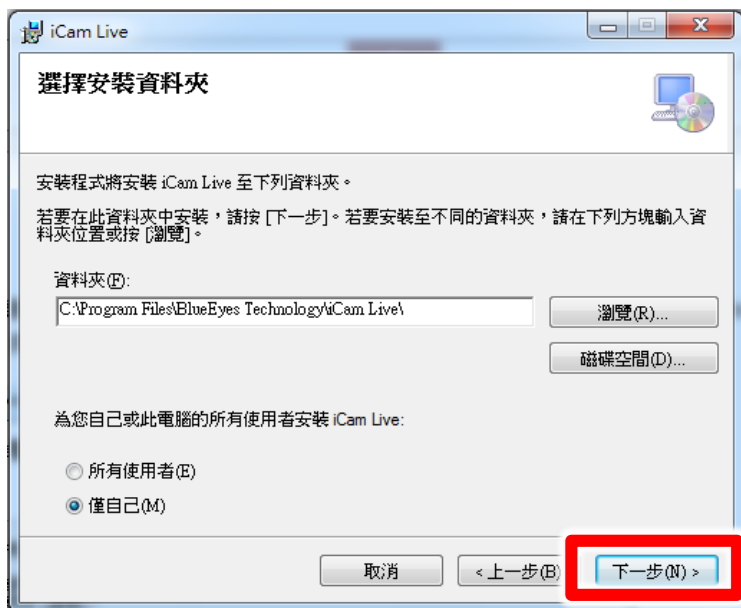 iCam Live
選擇安裝資料夾
安裝程式將安裝 iCam Live 至下列資料夾。
若要在此資料夾中安裝，請按 [下一步]。若要安裝至不同的資料夾，請在下列方塊輸入資
料夾位置或按 [瀏覽]。
資料夾(F):
C:\Program Files\BlueEyes Technology\iCam Live\
瀏覽(R)...
磁碟空間(D)...
為您自己或此電腦的所有使用者安裝 iCam Live:
所有使用者(E)
僅自己(M)
取消
<上一步(B)
下一步(N) >